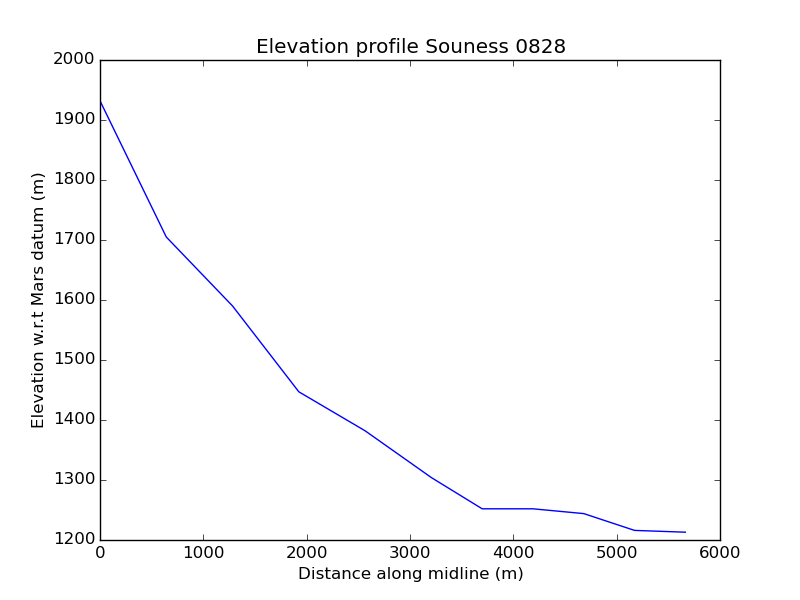 Elevation profile Souness 0828
2000
1900
1800
1700
1600
1500
1400
1300
1200
Elevation w.r.t Mars datum (m)
0 1000 2000 3000 4000 5000 6000
Distance along midline (m)